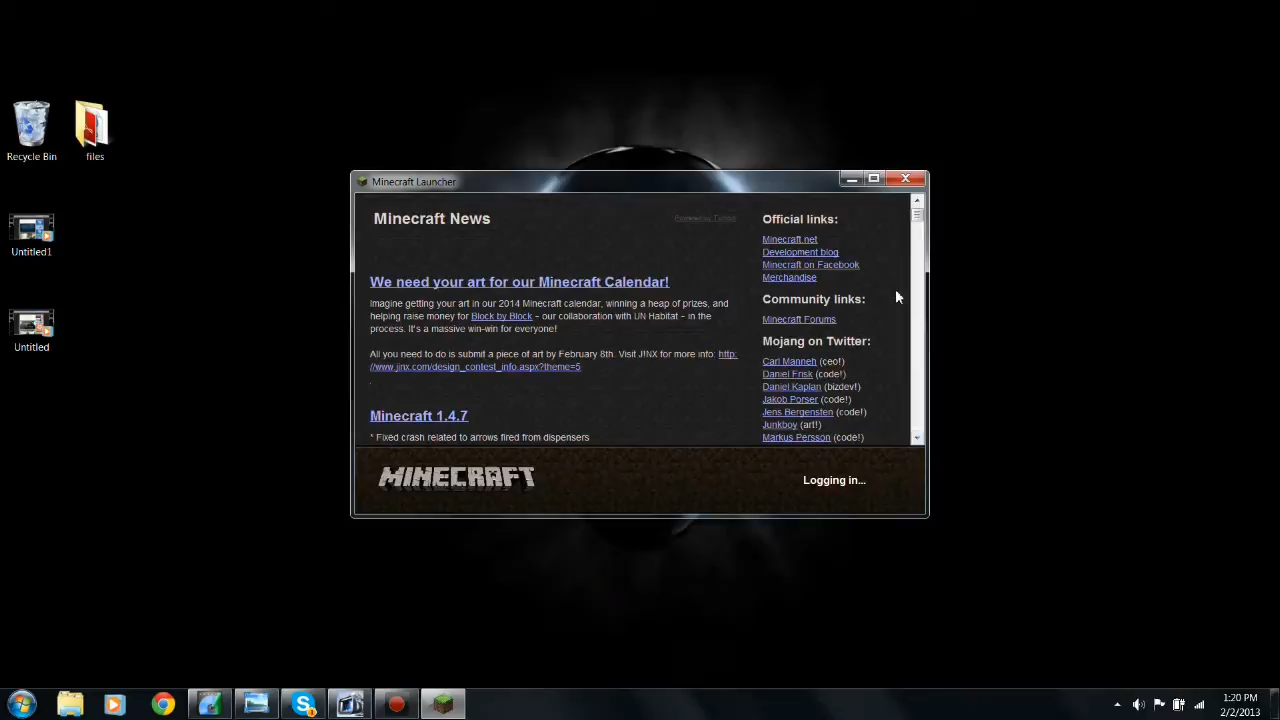 Recycle Bin
files
Untitled1
Untitled
Minecraft Launcher
Minecraft News
Powered by Tumblr
We need your art for our Minecraft Calendar!
Imagine getting your art in our 2014 Minecraft calendar, winning a heap of prizes, and
helping raise money for Block by Block - our collaboration with UN Habitat - in the
process. It's a massive win-win for everyone!
All you need to do is submit a piece of art by February 8th. Visit J!NX for more info: http:
//www.jinx.com/design_contest_info.aspx?theme=5
.
Minecraft 1.4.7
* Fixed crash related to arrows fired from dispensers
Official links:
Minecraft.net
Development blog
Minecraft on Facebook
Merchandise
Community links:
Minecraft Forums
Mojang on Twitter:
Carl Manneh (ceo!)
Daniel Frisk (code!)
Daniel Kaplan (bizdev!)
Jakob Porser (code!)
Jens Bergensten (code!)
Junkboy (art!)
Markus Persson (code!)
MINECRAFT
Logging in...
1:20 PM
2/2/2013